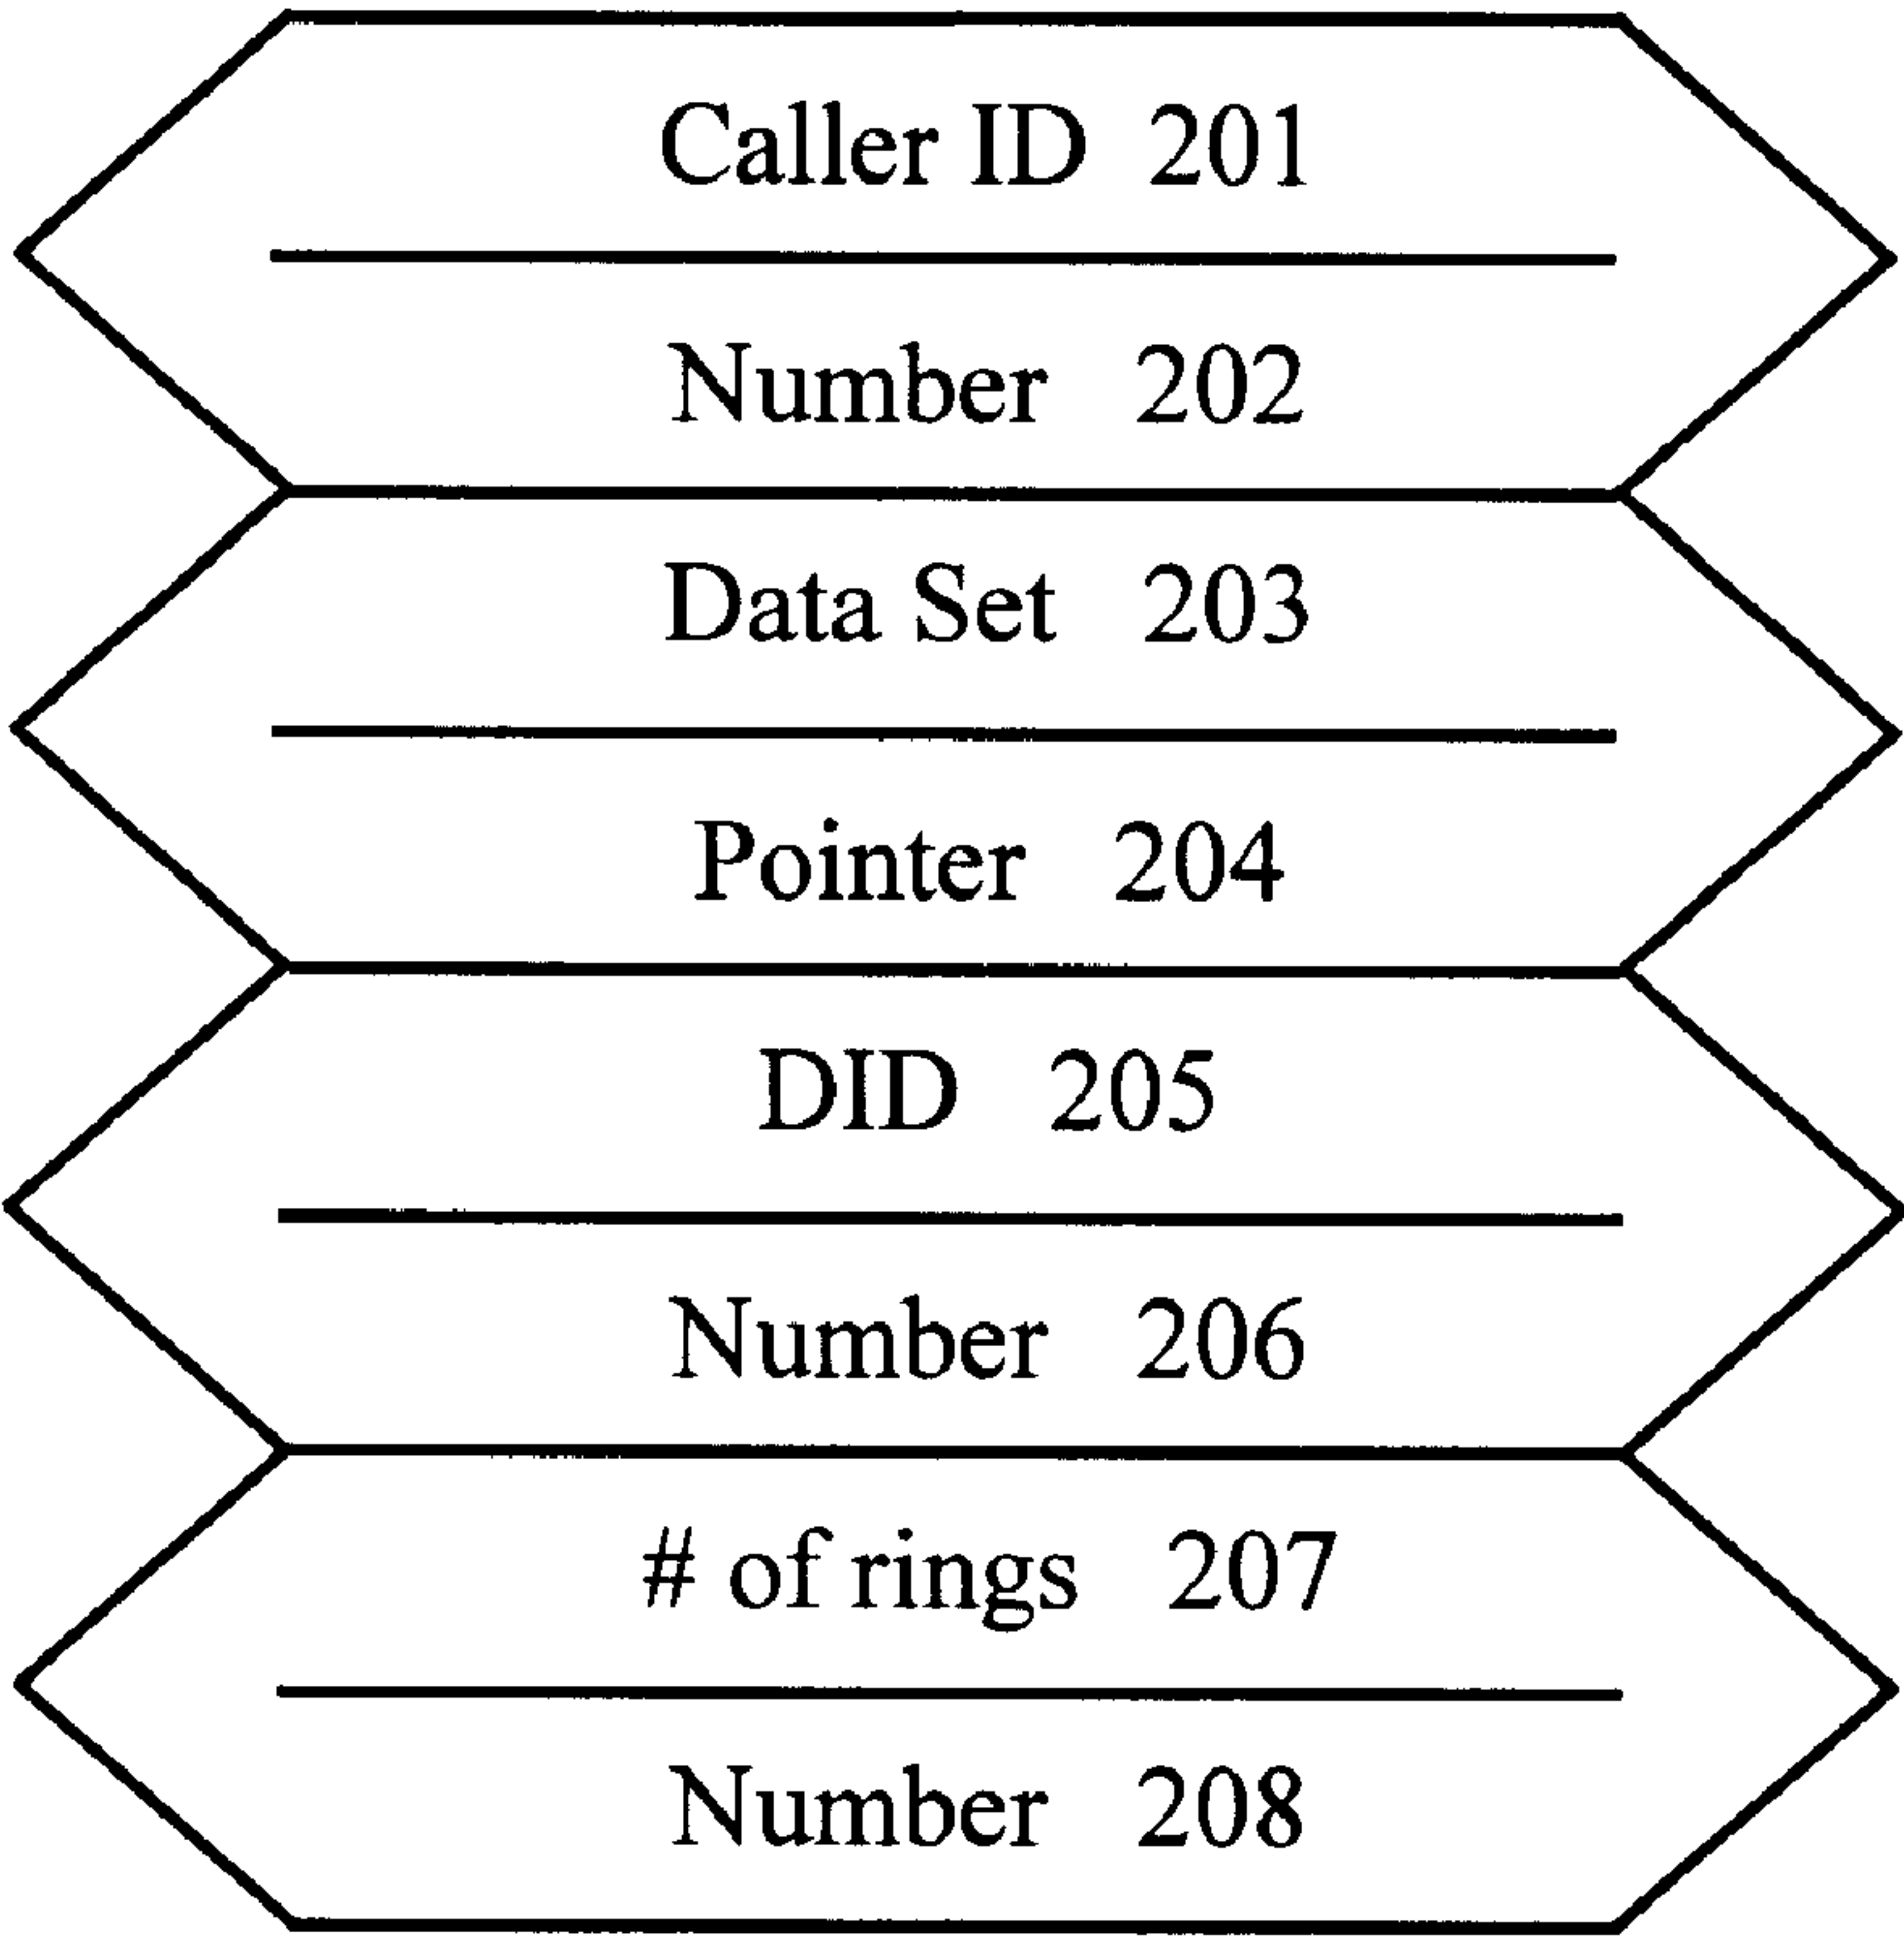 Caller ID 201
Number 202
Data Set 203
Pointer 204
DID 205
Number 206
# of rings 207
Number 208